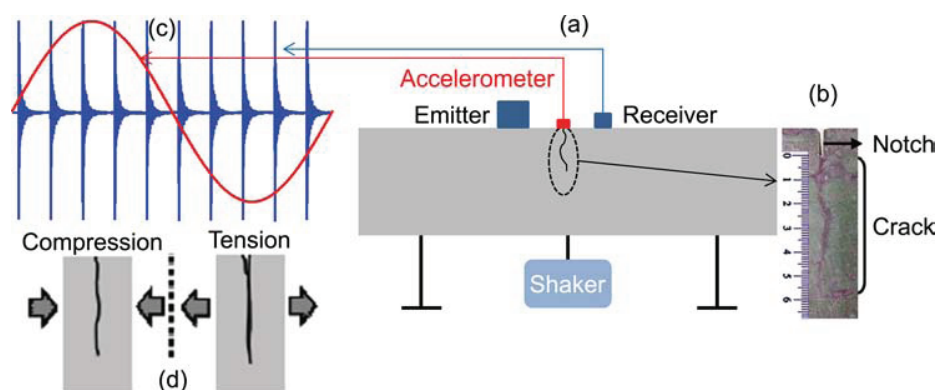 (c)
(a)
Accelerometer
Emitter
Receiver
(b)
Notch
0
1
2
3
4
5
6
Crack
Compression
Tension
Shaker
(d)